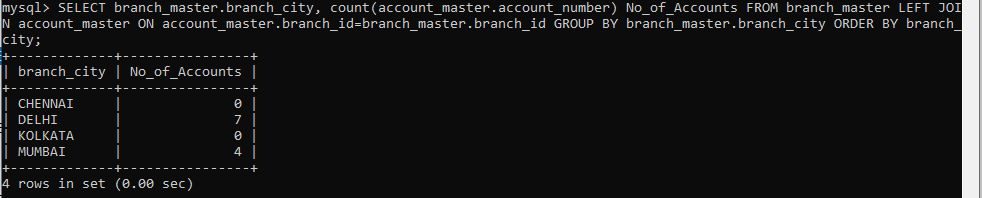 mysql> SELECT branch_master.branch_city, count(account_master.account_number) No_of_Accounts FROM branch_master LEFT JOI
N account_master ON account_master.branch_id=branch_master.branch_id GROUP BY branch_master.branch_city ORDER BY branch_
city;
+-------------+----------------+
| branch_city | No_of_Accounts |
+-------------+----------------+
| CHENNAI     |              0 |
| DELHI       |              7 |
| KOLKATA     |              0 |
| MUMBAI      |              4 |
+-------------+----------------+
4 rows in set (0.00 sec)